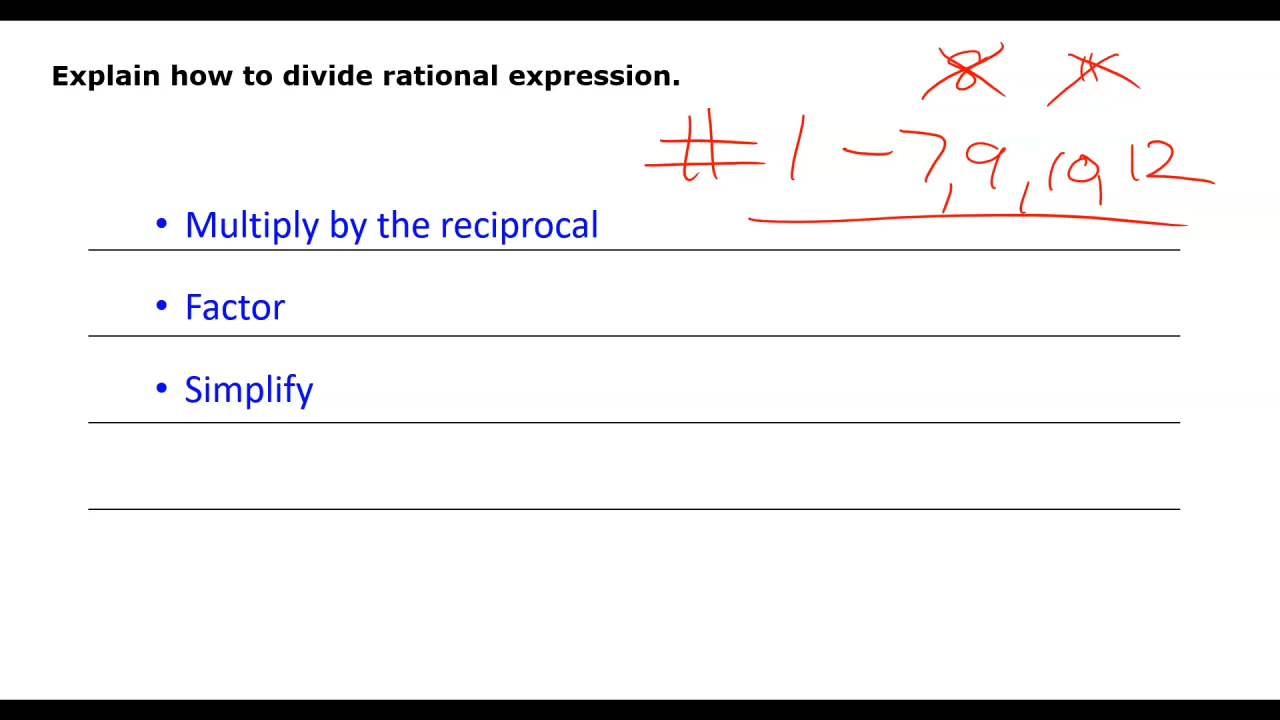 Explain how to divide rational expression.
8 11
# 1 - 7, 9, 10, 12
• Multiply by the reciprocal
• Factor
• Simplify